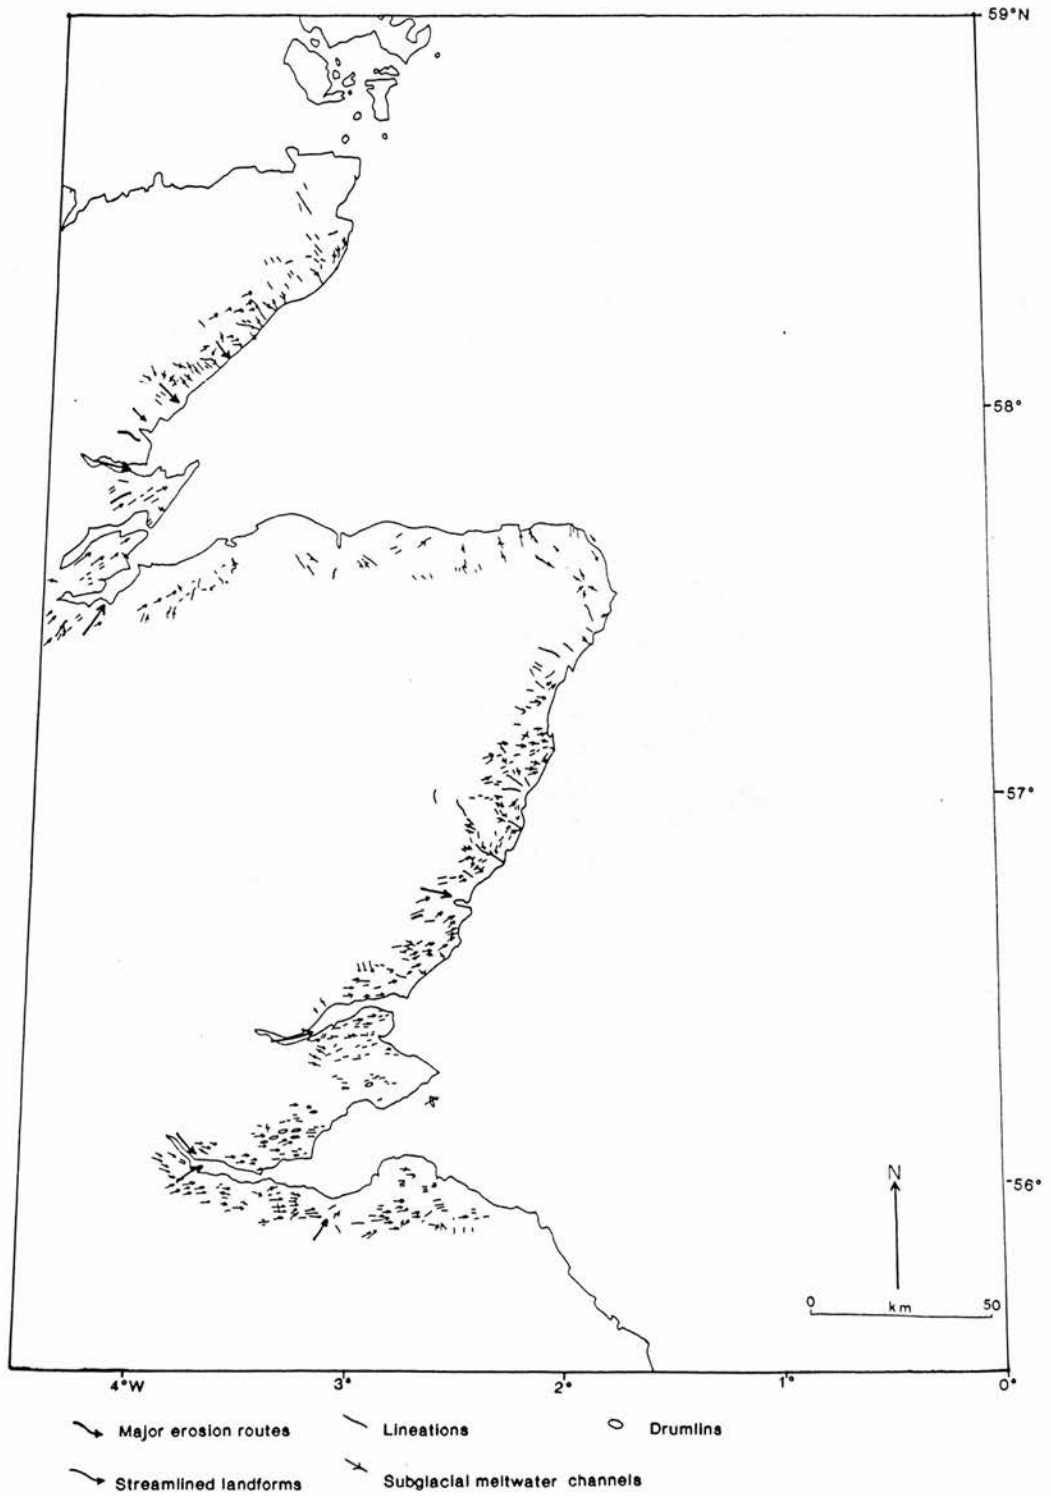 59°N
58°
57°
56°
N
0 km 50
4°W 3° 2° 1° 0°
Major erosion routes Lineations Drumlins
Streamlined landforms Subglacial meltwater channels